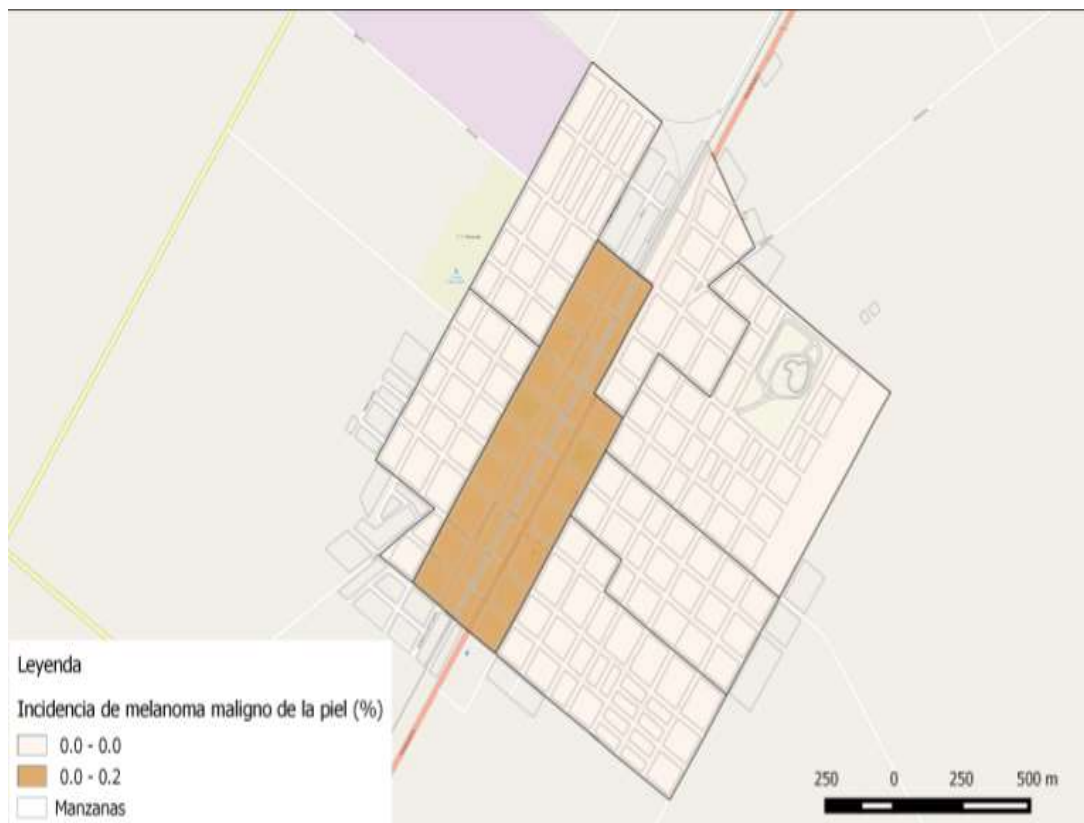 Leyenda
Incidencia de melanoma maligno de la piel (%)
0.0 - 0.0
0.0 - 0.2
Manzanas
250 0 250 500 m